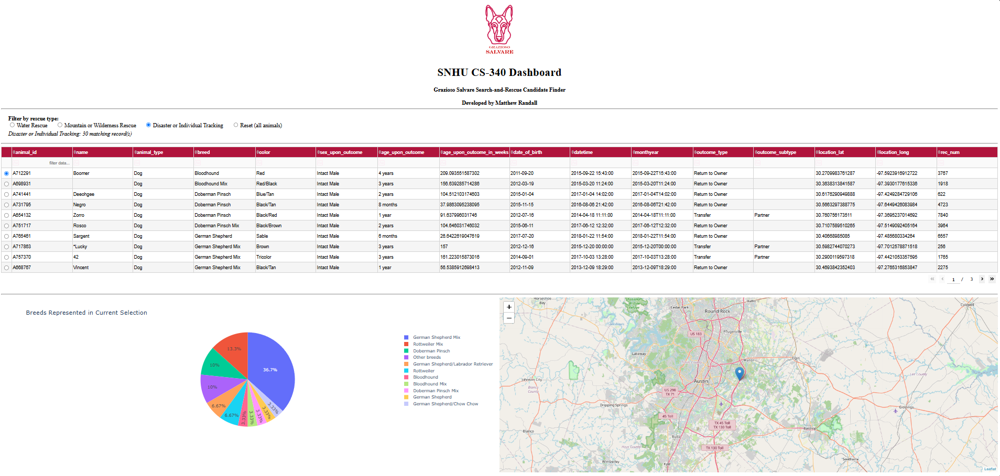 GRAZIOSO
SALVARE
SNHU CS-340 Dashboard
Grazioso Salvare Search-and-Rescue Candidate Finder
Developed by Matthew Randall
Filter by rescue type:
Water Rescue Mountain or Wilderness Rescue Disaster or Individual Tracking Reset (all animals)
Disaster or Individual Tracking: 30 matching record(s)
animal_id name animal_type breed color sex_upon_outcome age_upon_outcome age_upon_outcome_in_weeks date_of_birth datetime monthyear outcome_type outcome_subtype location_lat location_long rec_num
filter data...
A712291 Boomer Dog Bloodhound Red Intact Male 4 years 209.093551587302 2011-09-20 2015-09-22 15:43:00 2015-09-22T15:43:00 Return to Owner 30.2709983761287 -97.5923916912722 3767
A698931 Dog Bloodhound Mix Red/Black Intact Male 3 years 156.639285714286 2012-03-19 2015-03-20 11:24:00 2015-03-20T11:24:00 Return to Owner 30.3638313841587 -97.3930177615336 1918
A741441 Deeohgee Dog Doberman Pinsch Blue/Tan Intact Male 2 years 104.512103174603 2015-01-04 2017-01-04 14:02:00 2017-01-04T14:02:00 Return to Owner 30.6176290949888 -97.4249284729106 622
A731795 Negro Dog Doberman Pinsch Black/Tan Intact Male 8 months 37.9863095238095 2015-11-15 2016-08-06 21:42:00 2016-08-06T21:42:00 Return to Owner 30.5663297388775 -97.6449426083984 4723
A654132 Zorro Dog Doberman Pinsch Black/Red Intact Male 1 year 91.637996031746 2012-07-16 2014-04-18 11:11:00 2014-04-18T11:11:00 Transfer Partner 30.760756173511 -97.3695237014692 7840
A751717 Rosco Dog Doberman Pinsch Mix Black/Brown Intact Male 2 years 104.646031746032 2015-06-11 2017-06-12 12:32:00 2017-06-12T12:32:00 Return to Owner 30.7107589510265 -97.5149092405164 3964
A765461 Sargent Dog German Shepherd Sable Intact Male 6 months 26.6422619047619 2017-07-20 2018-01-22 11:54:00 2018-01-22T11:54:00 Return to Owner 30.40668985085 -97.485680334264 6557
A717863 *Lucky Dog German Shepherd Mix Brown Intact Male 3 years 157 2012-12-16 2015-12-20 00:00:00 2015-12-20T00:00:00 Transfer Partner 30.5982744070273 -97.7012578871518 256
A757370 42 Dog German Shepherd Mix Tricolor Intact Male 3 years 161.223015873016 2014-09-01 2017-10-03 13:28:00 2017-10-03T13:28:00 Transfer Partner 30.2900119597318 -97.4421053357595 1765
A668767 Vincent Dog German Shepherd Mix Black/Tan Intact Male 1 year 56.5385912698413 2012-11-09 2013-12-09 18:29:00 2013-12-09T18:29:00 Return to Owner 30.4693842352403 -97.2765316853847 2275
« ‹ 1 / 3 › »
Breeds Represented in Current Selection
36.7%
13.3%
10%
10%
6.67%
6.67%
3.33%
3.33%
3.33%
3.33%
3.33%
German Shepherd Mix
Rottweiler Mix
Doberman Pinsch
Other breeds
German Shepherd/Labrador Retriever
Rottweiler
Bloodhound
Bloodhound Mix
Doberman Pinsch Mix
German Shepherd
German Shepherd/Chow Chow
+
−
Horseshoe
Bay
National
Wildlife
Refuge
Cedar Park
Hutto
Round Rock
Caldwell
Lake Travis
US 183
Pflugerville
Lakeway
Travis County
Manor
Elgin
Johnson City
Blanco
County
Austin
Lee County
US 290
TX 71
Dripping Springs
Giddings
45 Toll
TX 45 Toll
TX 130 Toll
Blanco
Buda
Bastrop
Hays County
TX 130 Toll
Wimberley
Kyle
Smithville
Leaflet